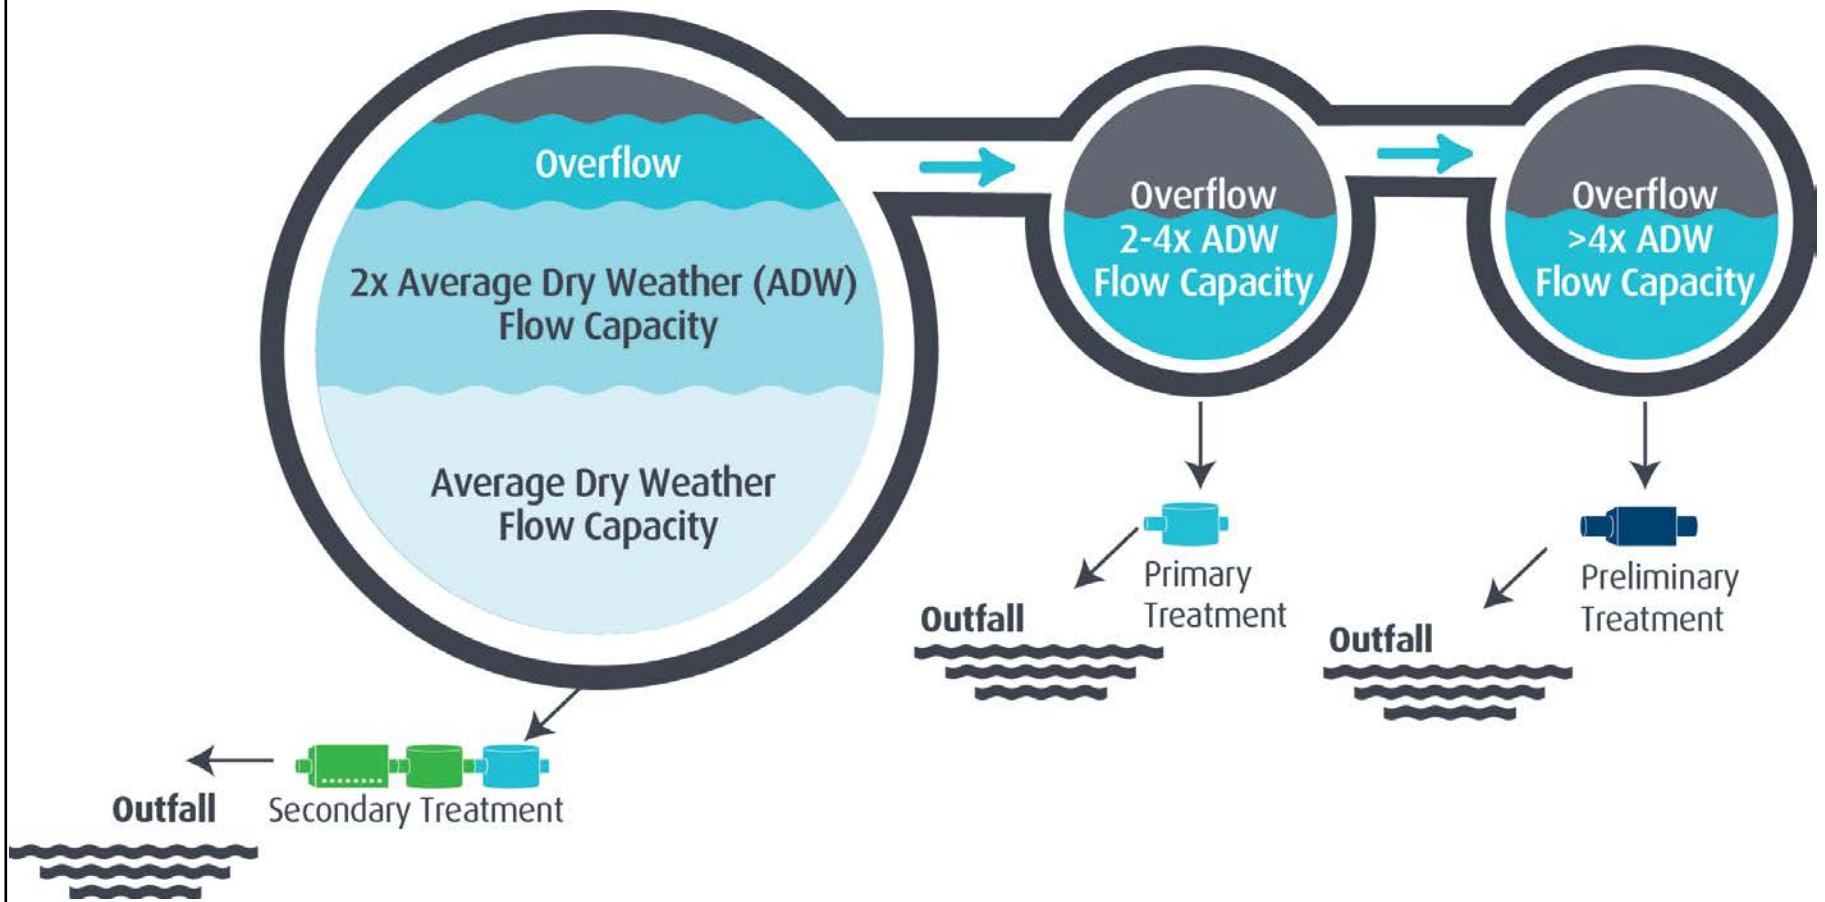 Overflow
2x Average Dry Weather (ADW)
Flow Capacity
Average Dry Weather
Flow Capacity
Overflow
2-4x ADW
Flow Capacity
Overflow
>4x ADW
Flow Capacity
Primary
Treatment
Outfall
Preliminary
Treatment
Outfall
Secondary Treatment
Outfall